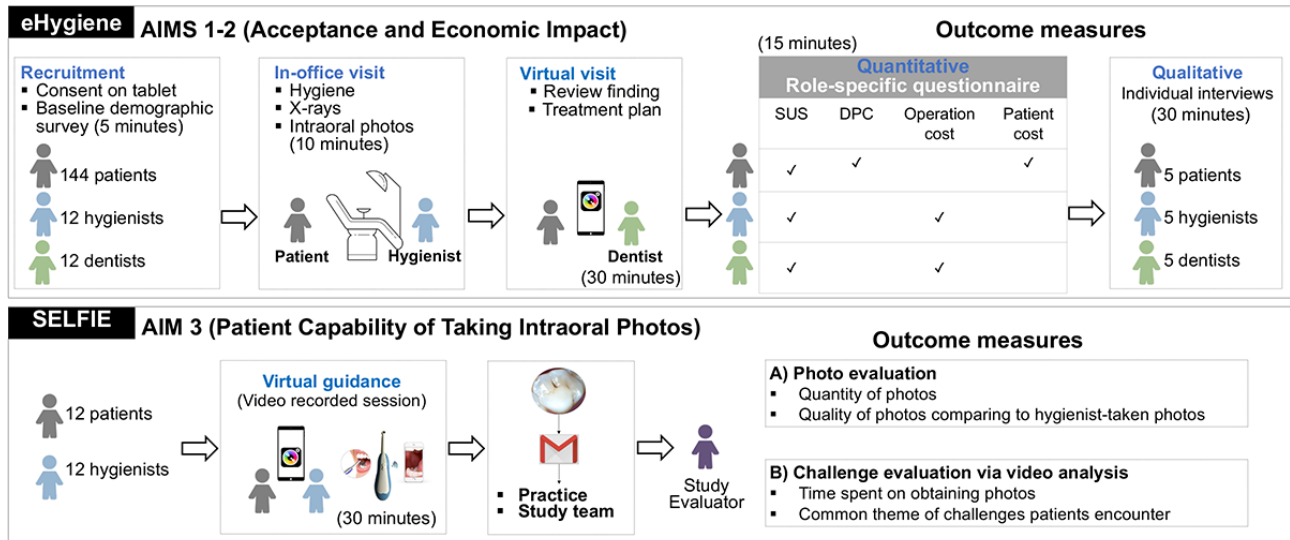 eHygiene
AIMS 1-2 (Acceptance and Economic Impact)
Outcome measures
Recruitment
▪ Consent on tablet
▪ Baseline demographic
survey (5 minutes)
144 patients
12 hygienists
12 dentists
In-office visit
▪ Hygiene
▪ X-rays
▪ Intraoral photos
(10 minutes)
Patient
Hygienist
Virtual visit
▪ Review finding
▪ Treatment plan
Dentist
(30 minutes)
(15 minutes)
Quantitative
Role-specific questionnaire
SUS DPC Operation Patient
cost cost
✓ ✓ ✓
✓ ✓
✓ ✓
Qualitative
Individual interviews
(30 minutes)
5 patients
5 hygienists
5 dentists
SELFIE
AIM 3 (Patient Capability of Taking Intraoral Photos)
Outcome measures
12 patients
12 hygienists
Virtual guidance
(Video recorded session)
(30 minutes)
▪ Practice
▪ Study team
Study
Evaluator
A) Photo evaluation
▪ Quantity of photos
▪ Quality of photos comparing to hygienist-taken photos
B) Challenge evaluation via video analysis
▪ Time spent on obtaining photos
▪ Common theme of challenges patients encounter